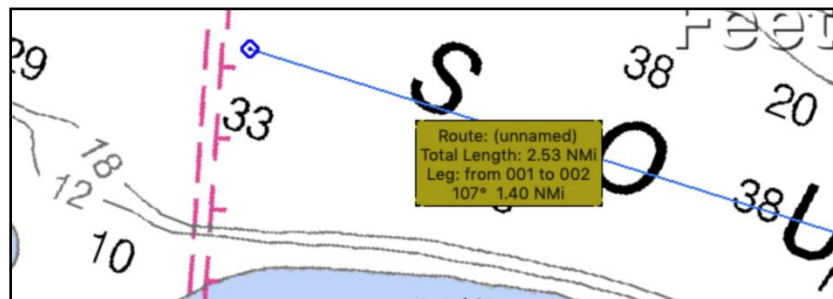 Feet
29
S
38
20
33
Route: (unnamed)
Total Length: 2.53 NMi
Leg: from 001 to 002
107° 1.40 NMi
O
18
12
38
U
10